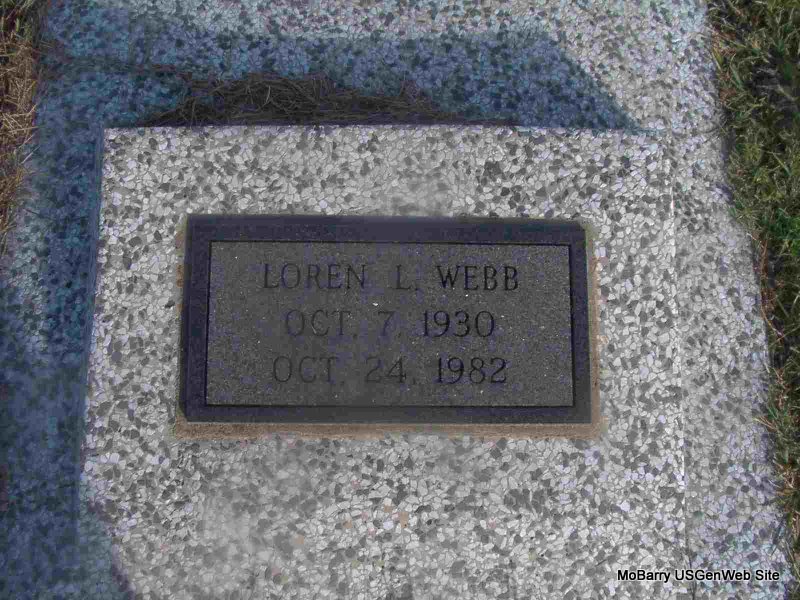 LOREN L. WEBB
OCT. 7, 1930
OCT. 24, 1982
MoBarry USGenWeb Site